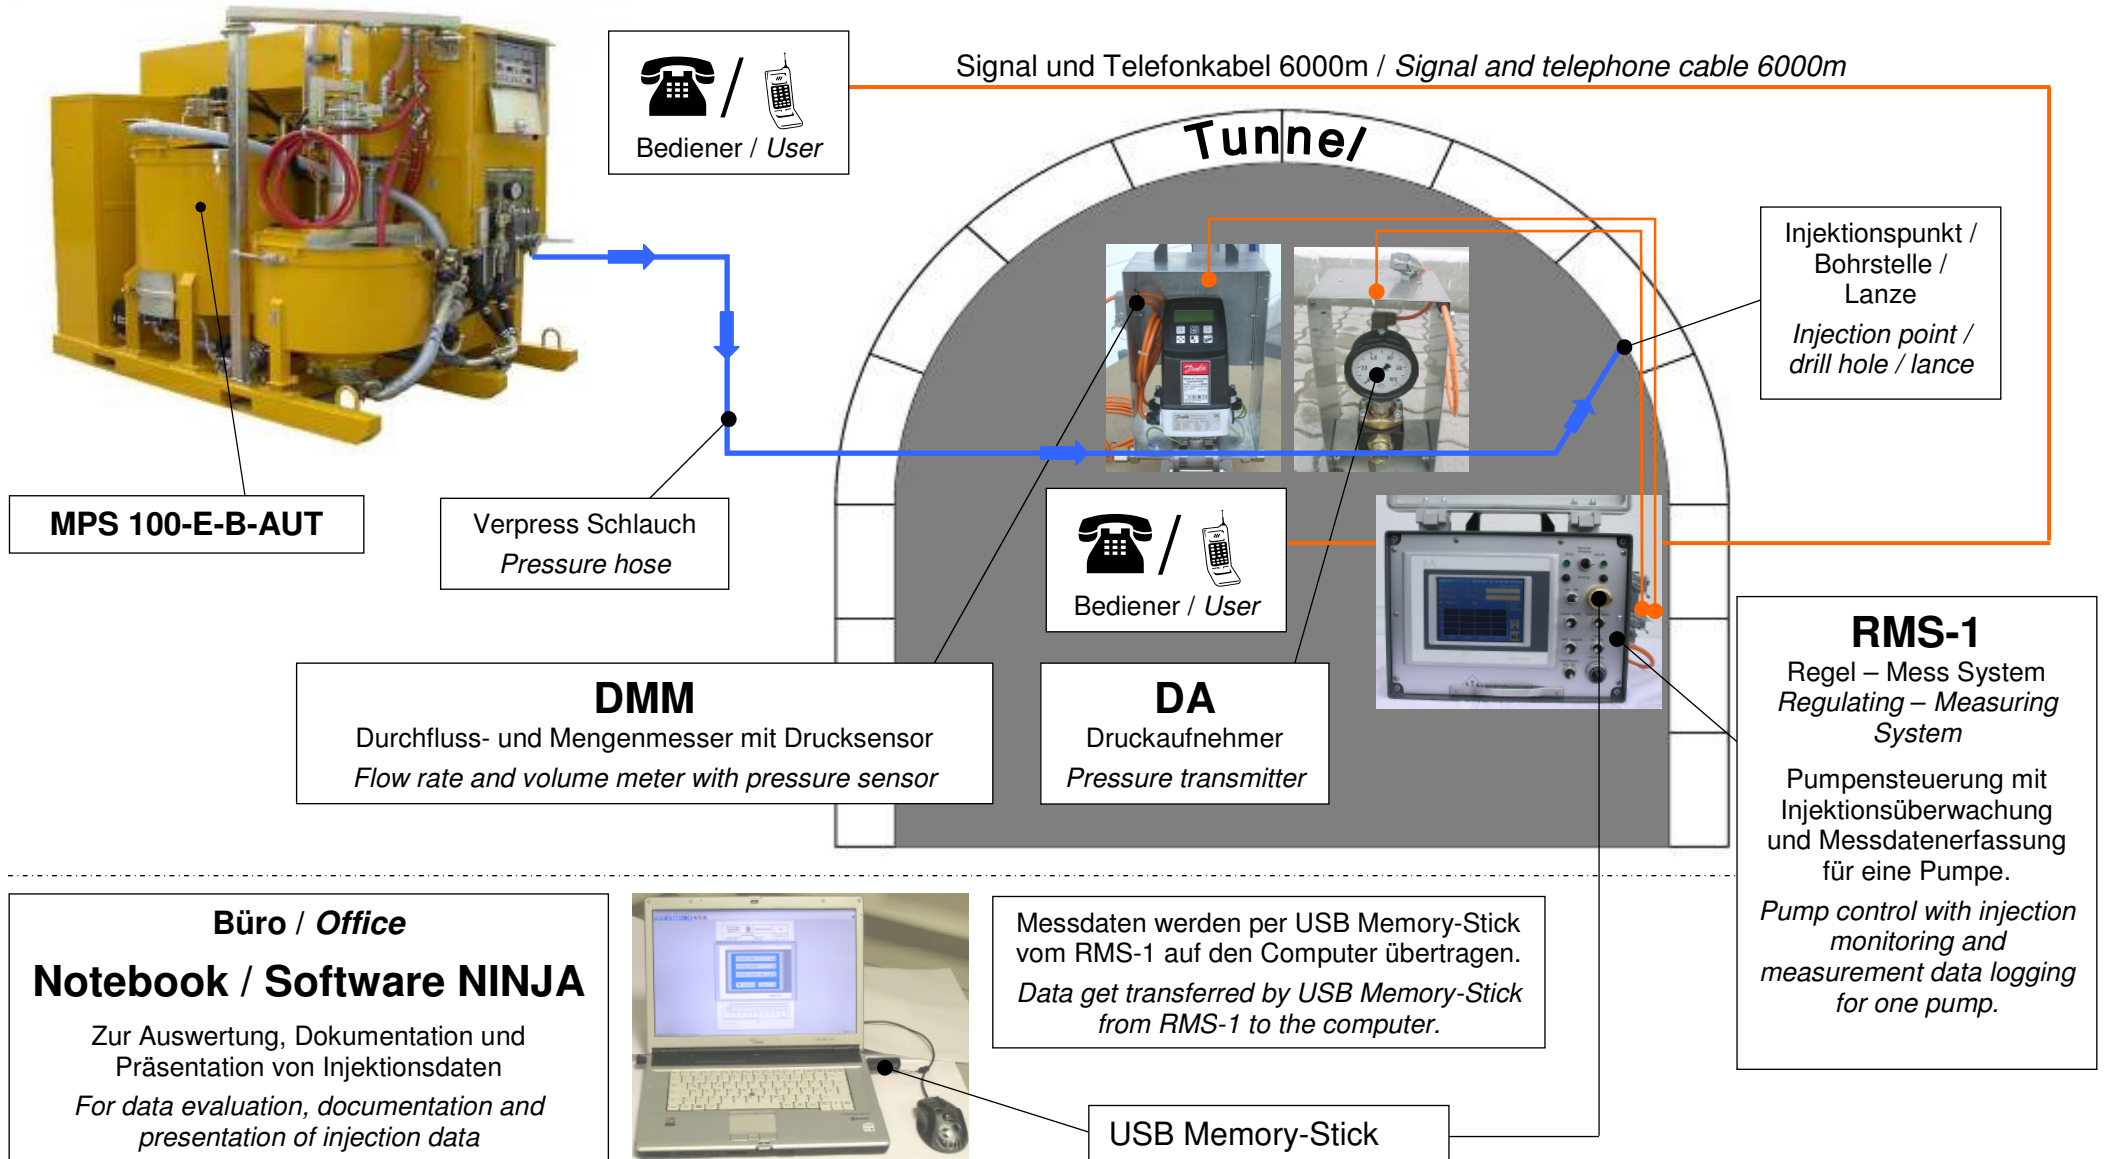 Signal und Telefonkabel 6000m / Signal and telephone cable 6000m
Bediener / User
Tunnel
Injektionspunkt /
Bohrstelle /
Lanze
Injection point /
drill hole / lance
MPS 100-E-B-AUT
Verpress Schlauch
Pressure hose
Bediener / User
DMM
Durchfluss- und Mengenmesser mit Drucksensor
Flow rate and volume meter with pressure sensor
DA
Druckaufnehmer
Pressure transmitter
RMS-1
Regel – Mess System
Regulating – Measuring
System
Pumpensteuerung mit
Injektionsüberwachung
und Messdatenerfassung
für eine Pumpe.
Pump control with injection
monitoring and
measurement data logging
for one pump.
Büro / Office
Notebook / Software NINJA
Zur Auswertung, Dokumentation und
Präsentation von Injektionsdaten
For data evaluation, documentation and
presentation of injection data
Messdaten werden per USB Memory-Stick
vom RMS-1 auf den Computer übertragen.
Data get transferred by USB Memory-Stick
from RMS-1 to the computer.
USB Memory-Stick